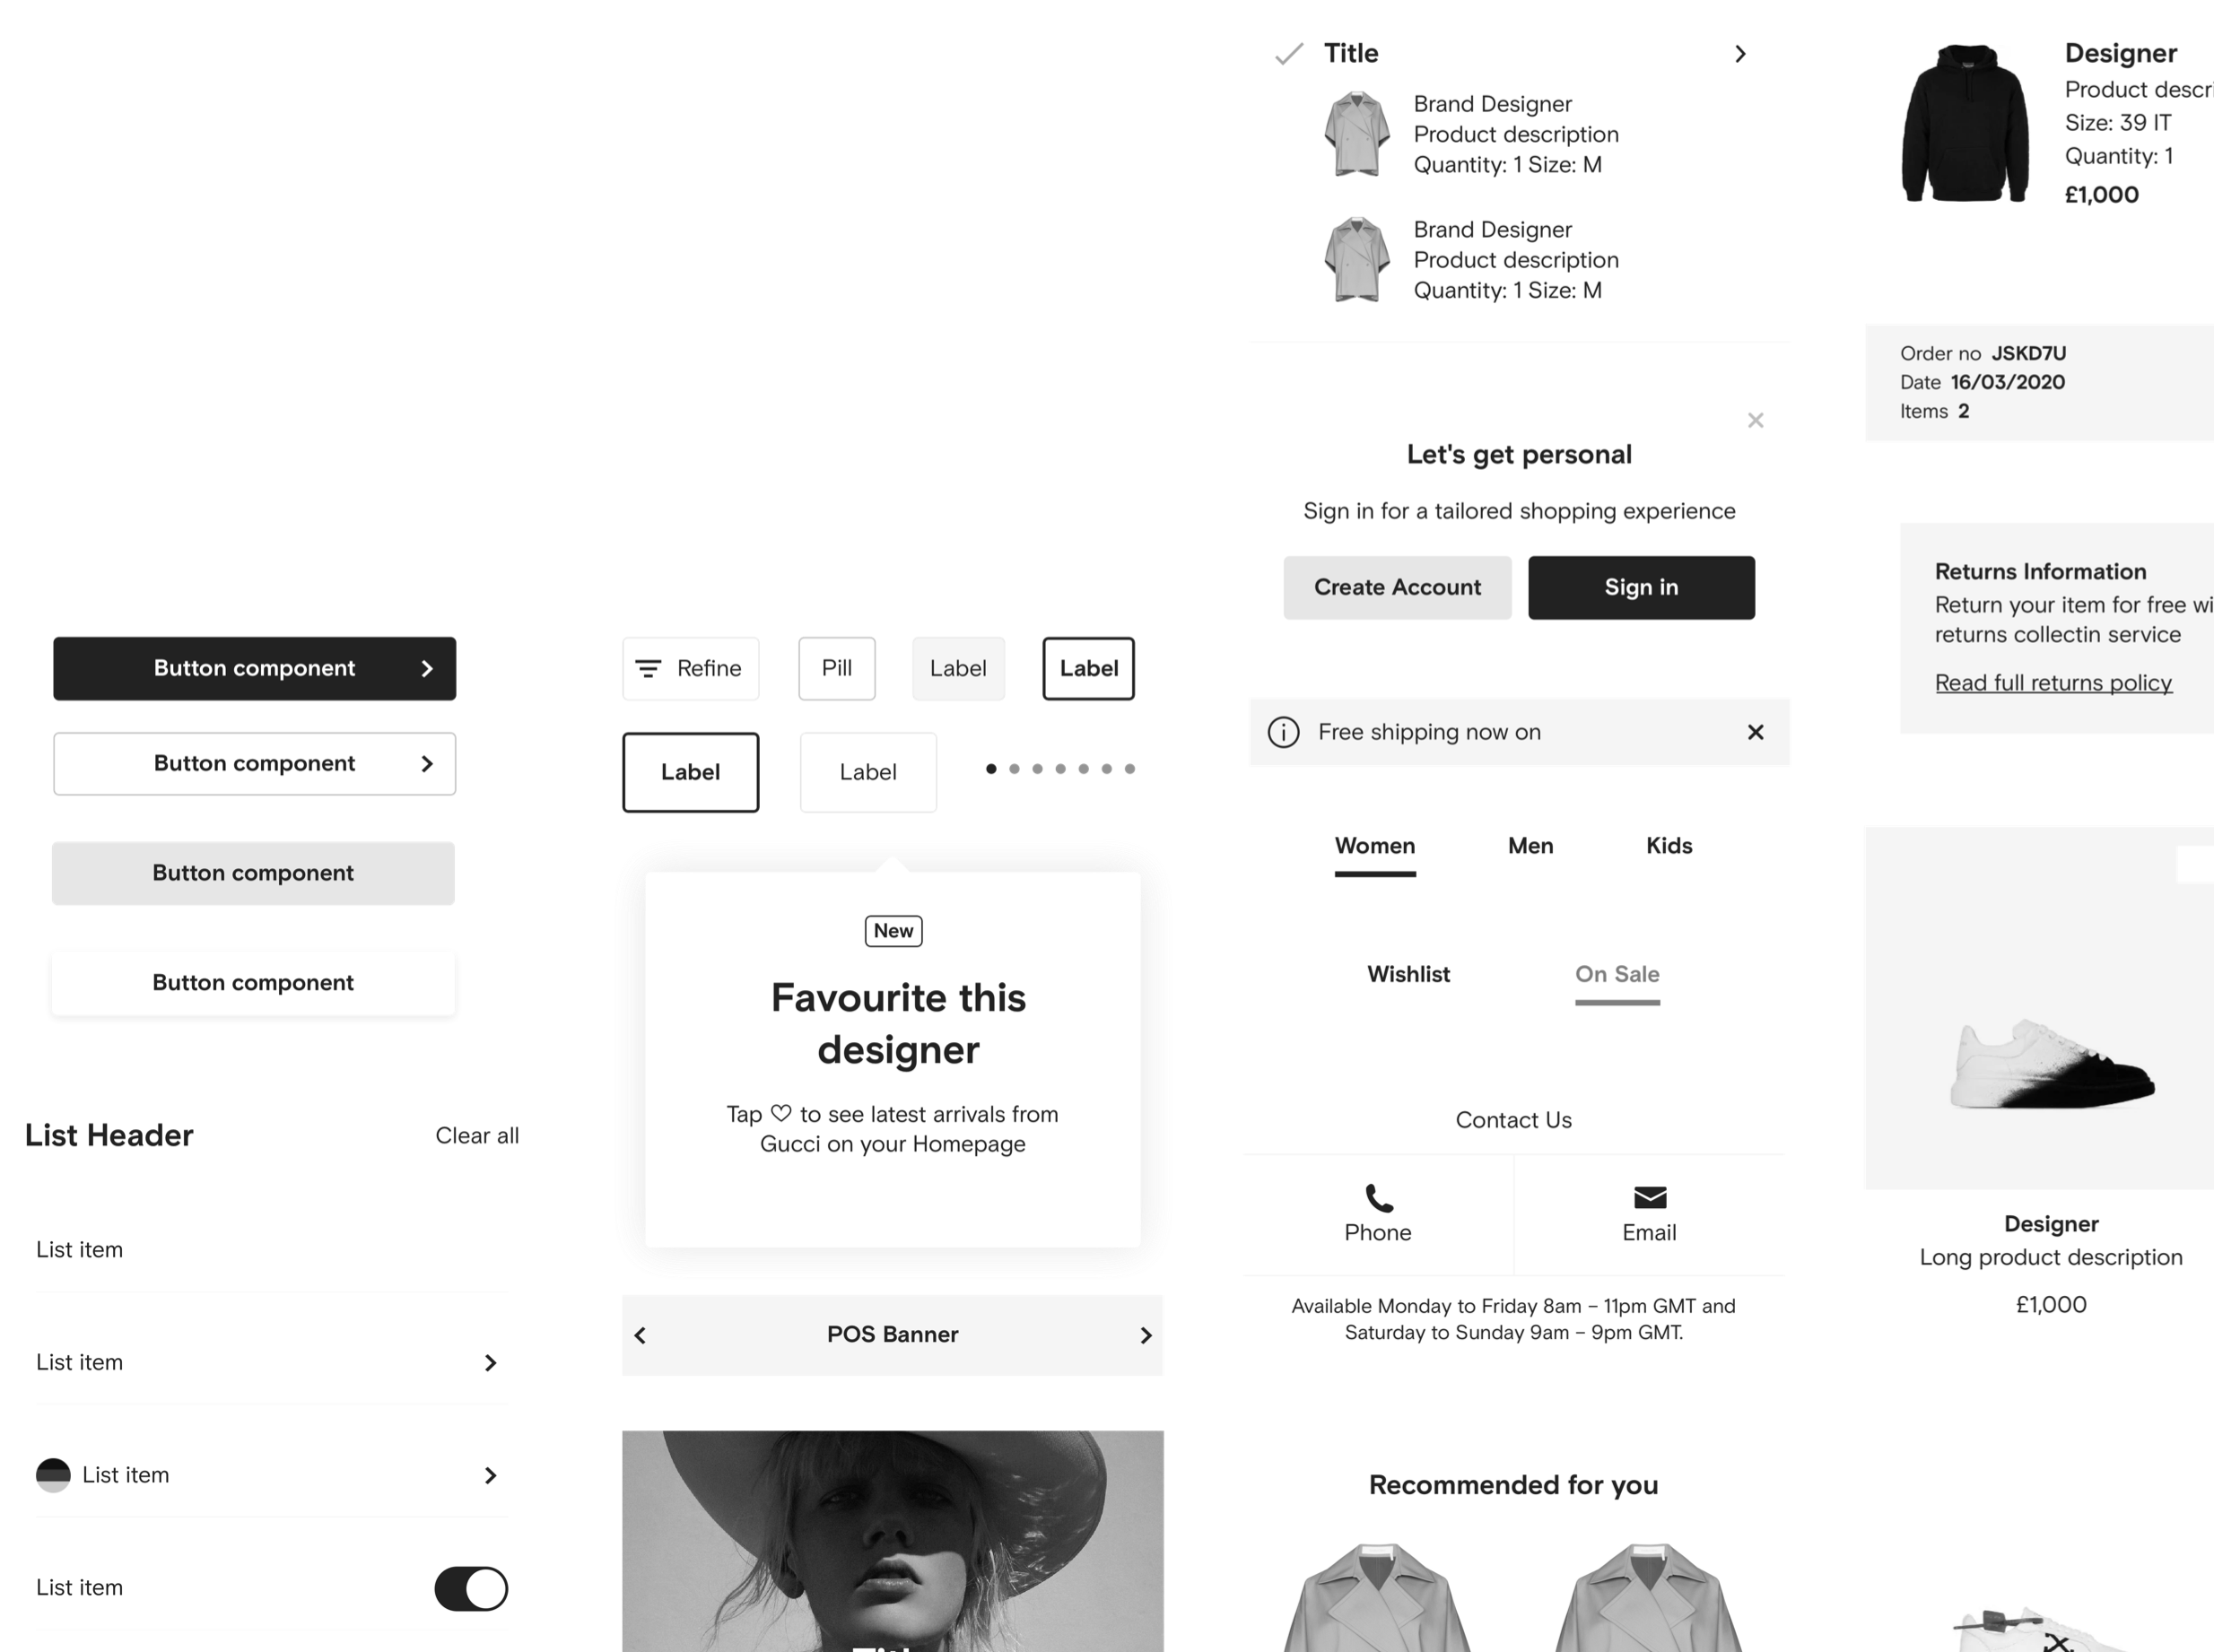 Button component
Button component
Button component
Button component
List Header
Clear all
List item
List item
List item
List item
Refine
Pill
Label
Label
Label
Label
New
Favourite this
designer
Tap to see latest arrivals from
Gucci on your Homepage
POS Banner
Title
Brand Designer
Product description
Quantity: 1 Size: M
Brand Designer
Product description
Quantity: 1 Size: M
Let's get personal
Sign in for a tailored shopping experience
Create Account
Sign in
Free shipping now on
Women
Men
Kids
Wishlist
On Sale
Contact Us
Phone
Email
Available Monday to Friday 8am – 11pm GMT and
Saturday to Sunday 9am – 9pm GMT.
Recommended for you
Designer
Product descri
Size: 39 IT
Quantity: 1
£1,000
Order no JSKD7U
Date 16/03/2020
Items 2
Returns Information
Return your item for free wi
returns collectin service
Read full returns policy
Designer
Long product description
£1,000